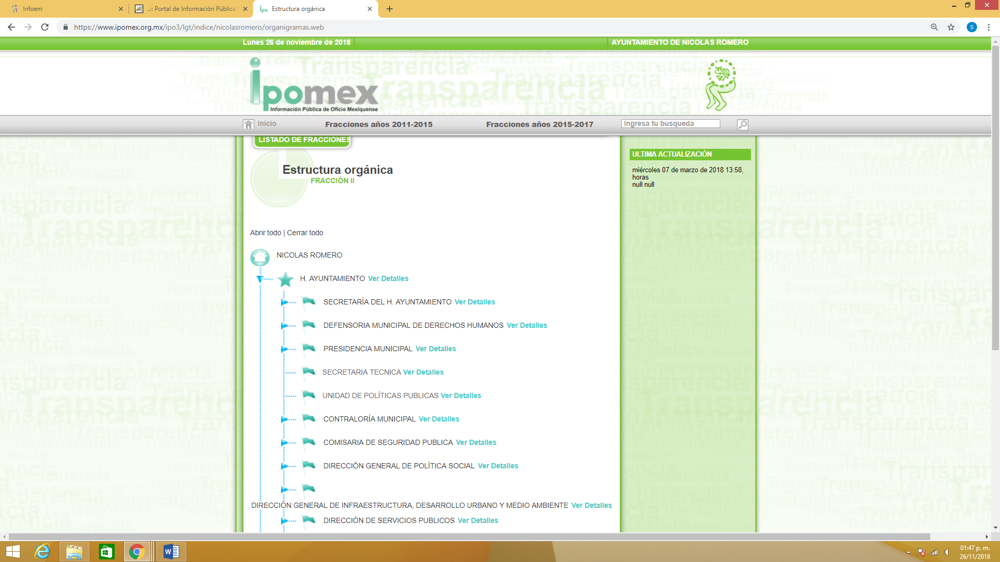 Infoem
..:: Portal de Información Pública
Estructura orgánica
https://www.ipomex.org.mx/ipo3/lgt/indice/nicolasromero/organigramas.web
S
Lunes 26 de noviembre de 2018
AYUNTAMIENTO DE NICOLAS ROMERO
ipomex
Información Pública de Oficio Mexiquense
Transparencia
Inicio
Fracciones años 2011-2015
Fracciones años 2015-2017
Ingresa tu busqueda
LISTADO DE FRACCIONES
Estructura orgánica
FRACCIÓN II
ULTIMA ACTUALIZACIÓN
miércoles 07 de marzo de 2018 13:58,
horas
null null
Abrir todo | Cerrar todo
NICOLAS ROMERO
H. AYUNTAMIENTO Ver Detalles
SECRETARÍA DEL H. AYUNTAMIENTO Ver Detalles
DEFENSORIA MUNICIPAL DE DERECHOS HUMANOS Ver Detalles
PRESIDENCIA MUNICIPAL Ver Detalles
SECRETARIA TECNICA Ver Detalles
UNIDAD DE POLÍTICAS PUBLICAS Ver Detalles
CONTRALORÍA MUNICIPAL Ver Detalles
COMISARIA DE SEGURIDAD PUBLICA Ver Detalles
DIRECCIÓN GENERAL DE POLÍTICA SOCIAL Ver Detalles
DIRECCIÓN GENERAL DE INFRAESTRUCTURA, DESARROLLO URBANO Y MEDIO AMBIENTE Ver Detalles
DIRECCIÓN DE SERVICIOS PUBLICOS Ver Detalles
01:47 p. m.
26/11/2018